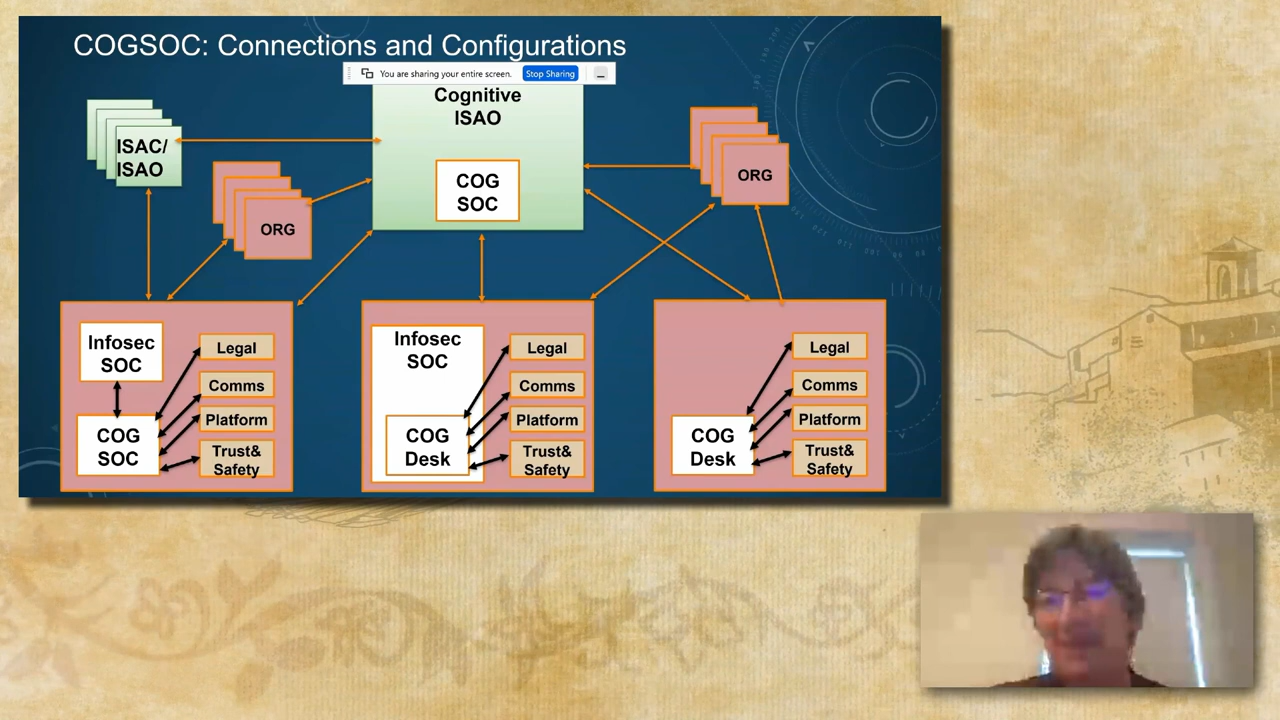 COGSOC: Connections and Configurations
You are sharing your entire screen.
Stop Sharing
Cognitive
ISAO
COG
SOC
ISAC/
ISAO
ORG
ORG
Infosec
SOC
COG
SOC
Legal
Comms
Platform
Trust&
Safety
Infosec
SOC
COG
Desk
Legal
Comms
Platform
Trust&
Safety
COG
Desk
Legal
Comms
Platform
Trust&
Safety